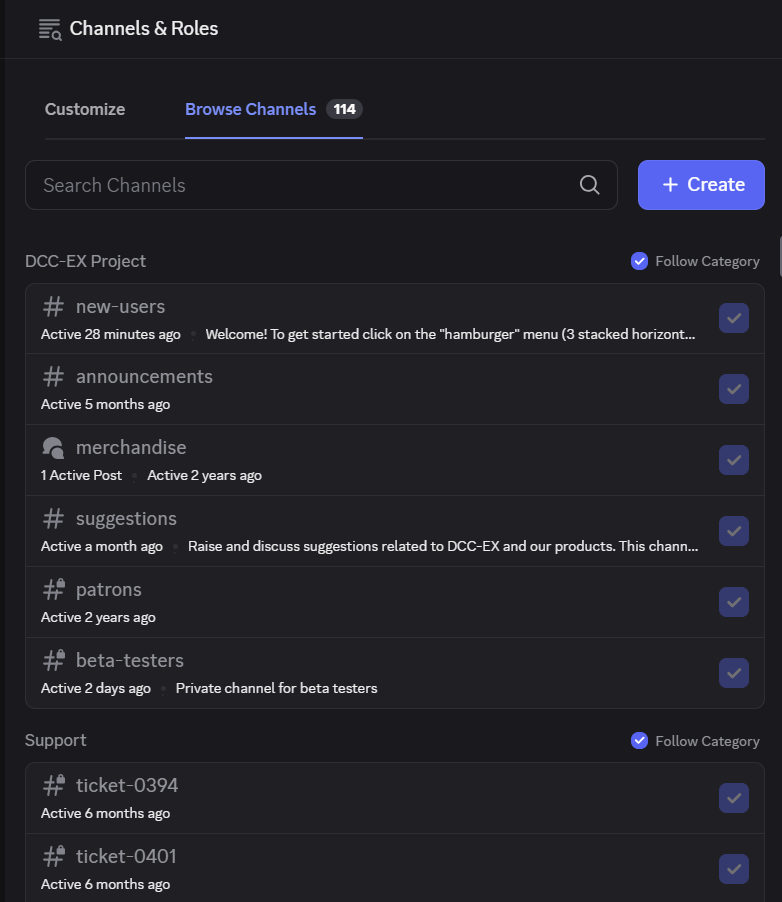 Channels & Roles
Customize
Browse Channels 114
Search Channels
+ Create
DCC-EX Project
Follow Category
new-users
Active 28 minutes ago • Welcome! To get started click on the "hamburger" menu (3 stacked horizont...
announcements
Active 5 months ago
merchandise
1 Active Post • Active 2 years ago
suggestions
Active a month ago • Raise and discuss suggestions related to DCC-EX and our products. This chann...
patrons
Active 2 years ago
beta-testers
Active 2 days ago • Private channel for beta testers
Support
Follow Category
ticket-0394
Active 6 months ago
ticket-0401
Active 6 months ago